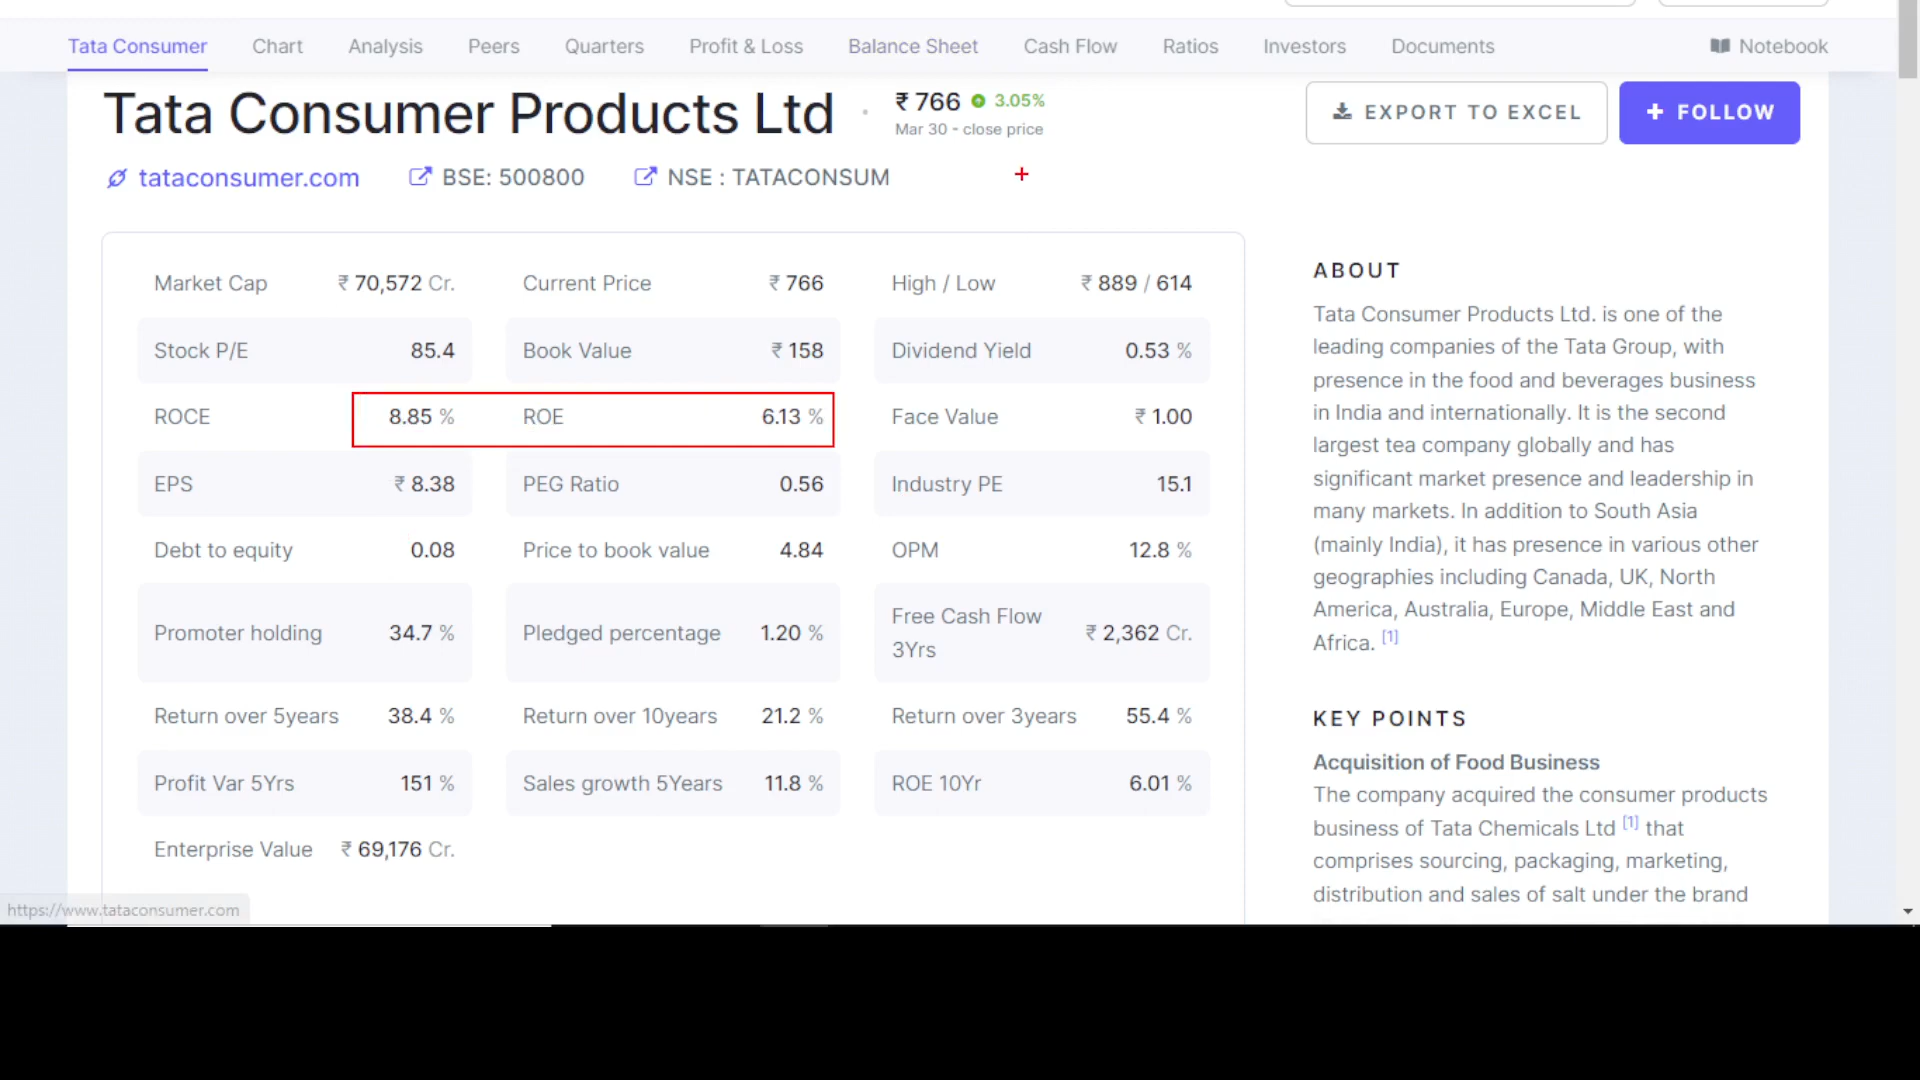 Tata Consumer Chart Analysis Peers Quarters Profit & Loss Balance Sheet Cash Flow Ratios Investors Documents Notebook
Tata Consumer Products Ltd · ₹ 766 3.05%
Mar 30 - close price
EXPORT TO EXCEL
+ FOLLOW
tataconsumer.com BSE: 500800 NSE : TATACONSUM
Market Cap ₹ 70,572 Cr. Current Price ₹ 766 High / Low ₹ 889 / 614
Stock P/E 85.4 Book Value ₹ 158 Dividend Yield 0.53 %
ROCE 8.85 % ROE 6.13 % Face Value ₹ 1.00
EPS ₹ 8.38 PEG Ratio 0.56 Industry PE 15.1
Debt to equity 0.08 Price to book value 4.84 OPM 12.8 %
Promoter holding 34.7 % Pledged percentage 1.20 % Free Cash Flow
3Yrs ₹ 2,362 Cr.
Return over 5years 38.4 % Return over 10years 21.2 % Return over 3years 55.4 %
Profit Var 5Yrs 151 % Sales growth 5Years 11.8 % ROE 10Yr 6.01 %
Enterprise Value ₹ 69,176 Cr.
ABOUT
Tata Consumer Products Ltd. is one of the
leading companies of the Tata Group, with
presence in the food and beverages business
in India and internationally. It is the second
largest tea company globally and has
significant market presence and leadership in
many markets. In addition to South Asia
(mainly India), it has presence in various other
geographies including Canada, UK, North
America, Australia, Europe, Middle East and
Africa. [1]
KEY POINTS
Acquisition of Food Business
The company acquired the consumer products
business of Tata Chemicals Ltd [1] that
comprises sourcing, packaging, marketing,
distribution and sales of salt under the brand
https://www.tataconsumer.com